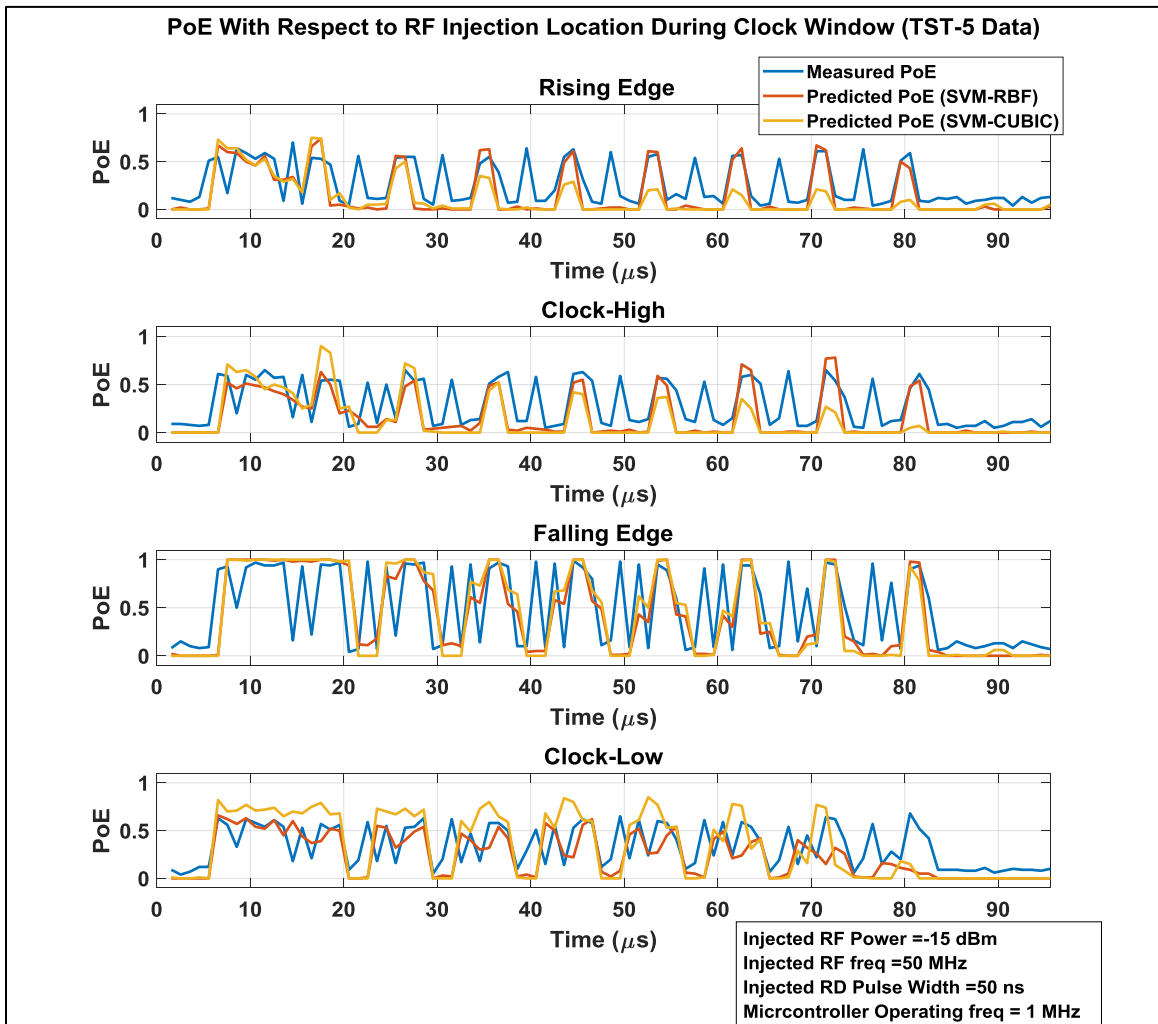 PoE With Respect to RF Injection Location During Clock Window (TST-5 Data)
Measured PoE
Predicted PoE (SVM-RBF)
Predicted PoE (SVM-CUBIC)
Rising Edge
PoE
1
0.5
0
0 10 20 30 40 50 60 70 80 90
Time (μs)
Clock-High
PoE
1
0.5
0
0 10 20 30 40 50 60 70 80 90
Time (μs)
Falling Edge
PoE
1
0.5
0
0 10 20 30 40 50 60 70 80 90
Time (μs)
Clock-Low
PoE
1
0.5
0
0 10 20 30 40 50 60 70 80 90
Time (μs)
Injected RF Power =-15 dBm
Injected RF freq =50 MHz
Injected RD Pulse Width =50 ns
Micrcontroller Operating freq = 1 MHz